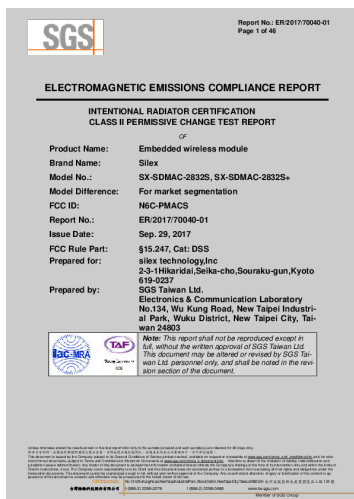 SGS
Report No.: ER/2017/70040-01
Page 1 of 46
ELECTROMAGNETIC EMISSIONS COMPLIANCE REPORT
INTENTIONAL RADIATOR CERTIFICATION
CLASS II PERMISSIVE CHANGE TEST REPORT
OF
Product Name: Embedded wireless module
Brand Name: Silex
Model No.: SX-SDMAC-2832S, SX-SDMAC-2832S+
Model Difference: For market segmentation
FCC ID: N6C-PMACS
Report No.: ER/2017/70040-01
Issue Date: Sep. 29, 2017
FCC Rule Part: §15.247, Cat: DSS
Prepared for: silex technology,Inc
2-3-1Hikaridai,Seika-cho,Souraku-gun,Kyoto
619-0237
Prepared by: SGS Taiwan Ltd.
Electronics & Communication Laboratory
No.134, Wu Kung Road, New Taipei Industri-
al Park, Wuku District, New Taipei City, Tai-
wan 24803
ilac-MRA
TAF
Note: This report shall not be reproduced except in
full, without the written approval of SGS Taiwan Ltd.
This document may be altered or revised by SGS Tai-
wan Ltd. personnel only, and shall be noted in the revi-
sion section of the document.
Member of SGS Group